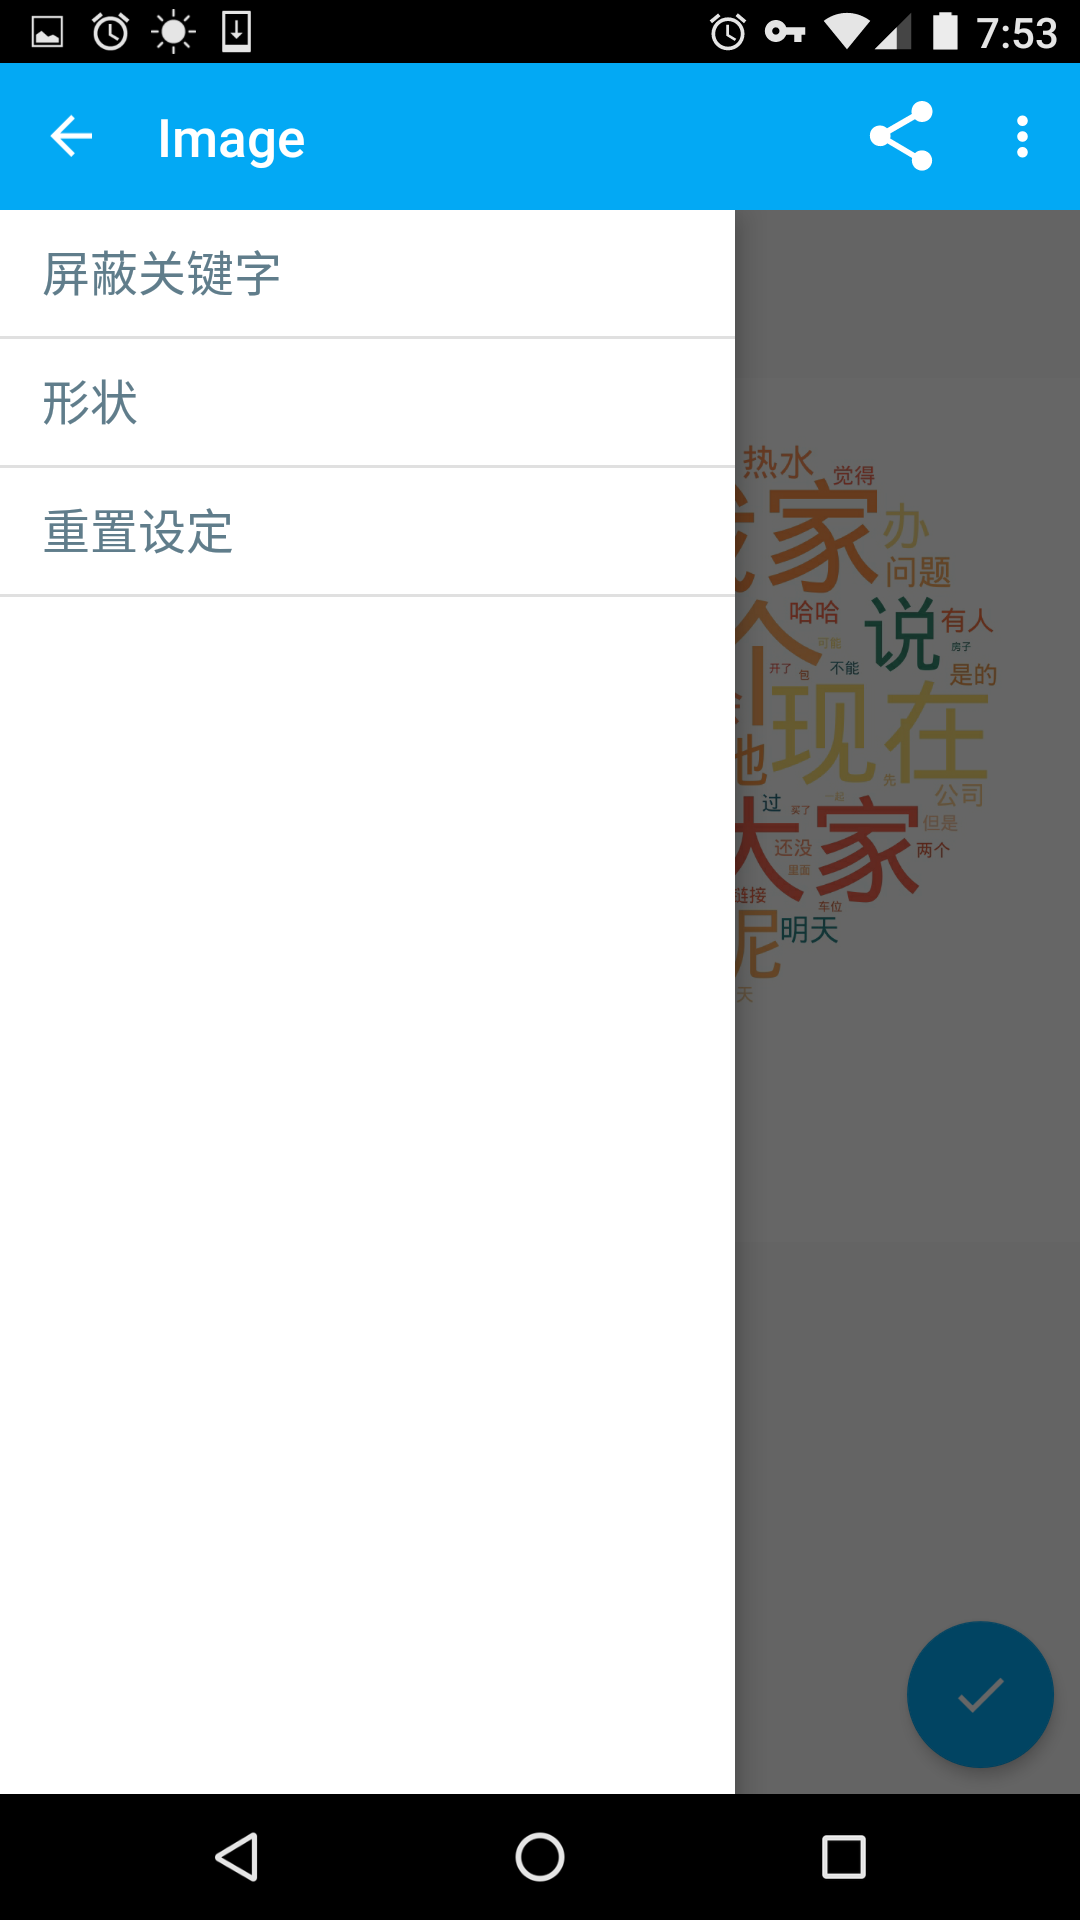 7:53
Image
屏蔽关键字
形状
重置设定
热水
觉得
家
办
问题
个
哈哈
说
有人
可能
房子
开了
包
不能
是的
现在
他
先
公司
过
买了
一起
大家
但是
还没
两个
里面
链接
车位
呢
明天
天